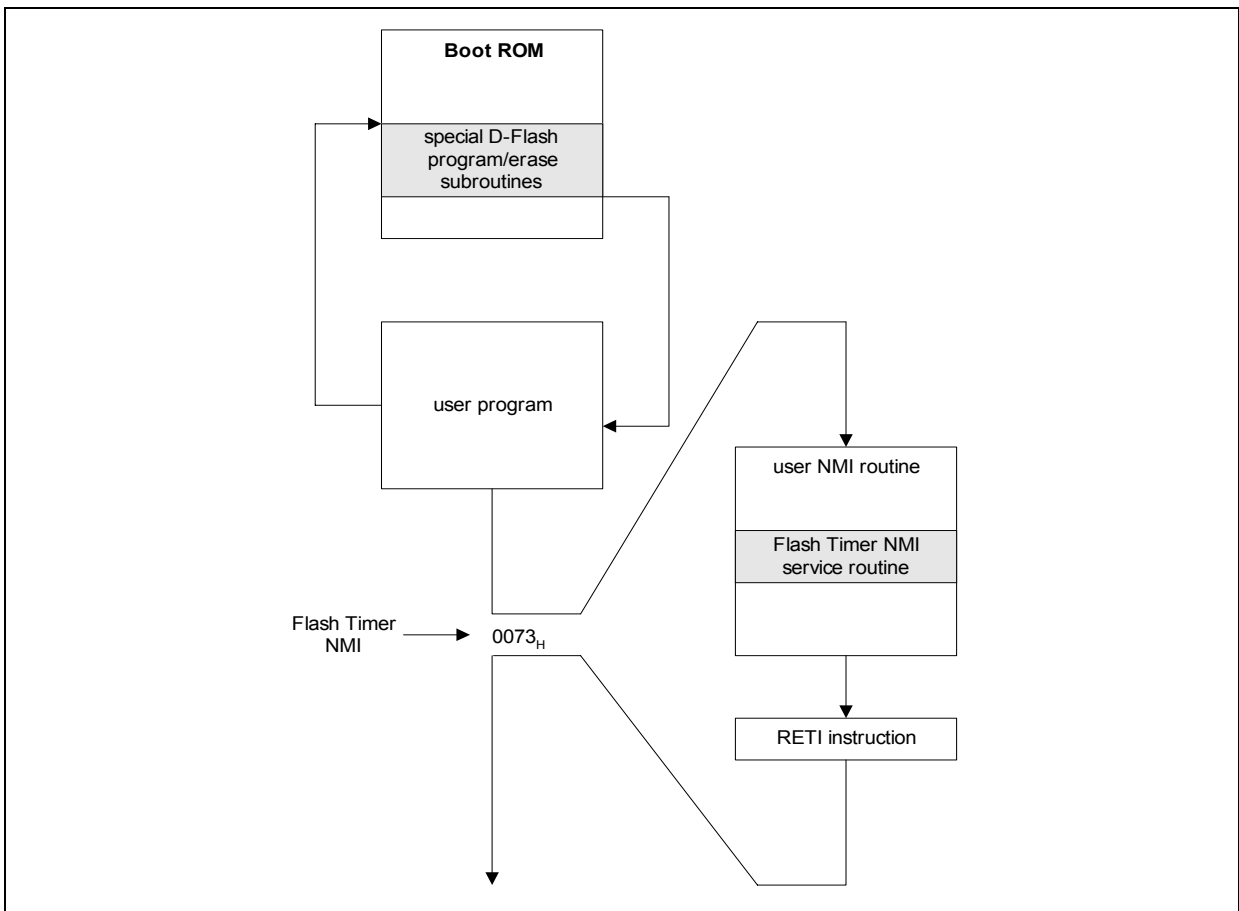 Boot ROM
special D-Flash
program/erase
subroutines
user program
user NMI routine
Flash Timer NMI
service routine
Flash Timer
NMI
0073H
RETI instruction